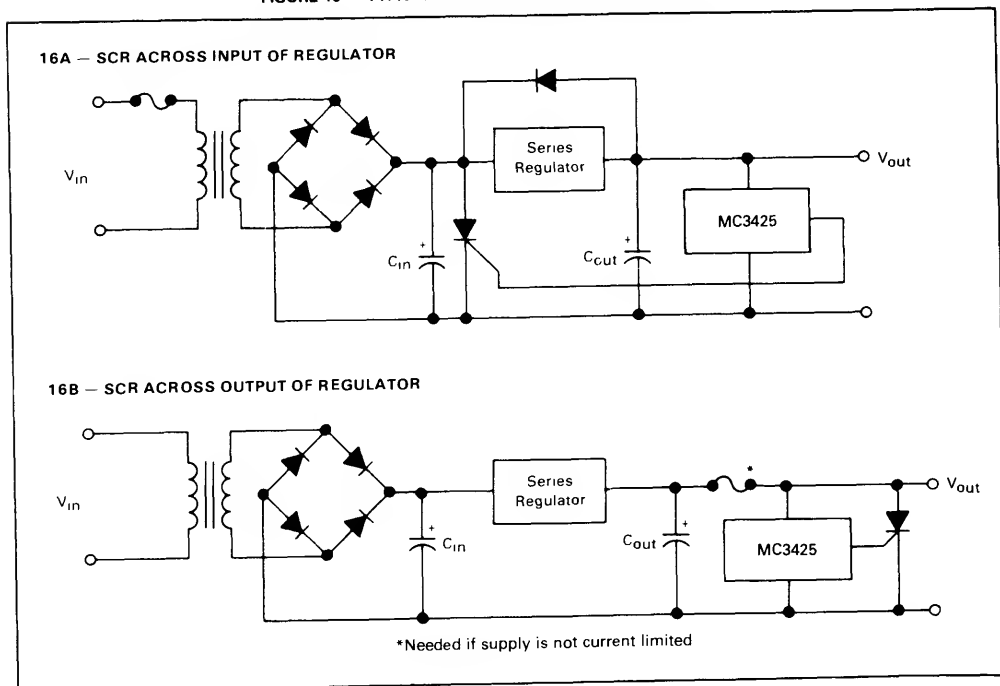 16A — SCR ACROSS INPUT OF REGULATOR
Vin
Cin
Series
Regulator
Cout
MC3425
Vout
16B — SCR ACROSS OUTPUT OF REGULATOR
Vin
Cin
Series
Regulator
Cout
*
MC3425
Vout
*Needed if supply is not current limited